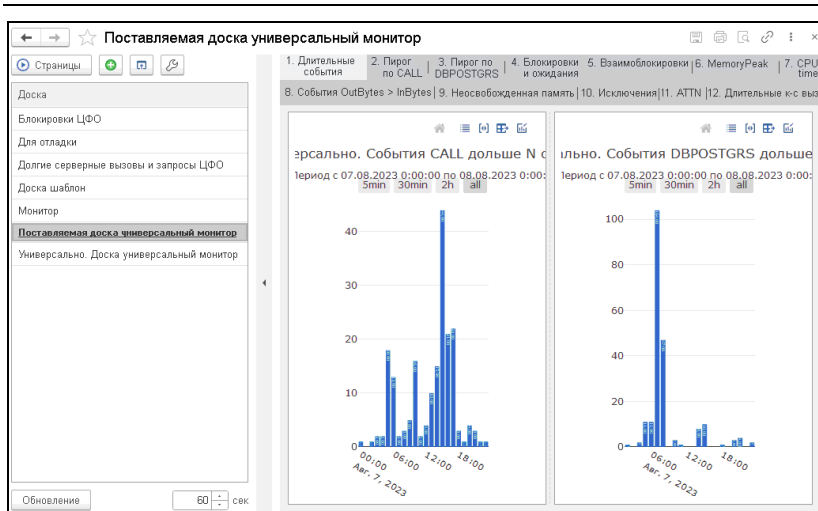 Поставляемая доска универсальный монитор
Страницы
Доска
Блокировки ЦФО
Для отладки
Долгие серверные вызовы и запросы ЦФО
Доска шаблон
Монитор
Поставляемая доска универсальный монитор
Универсально. Доска универсальный монитор
Обновление
60
сек
1. Длительные события
2. Пирог по CALL
3. Пирог по DBPOSTGRS
4. Блокировки и ожидания
5. Взаимоблокировки
6. MemoryPeak
7. CPU time
8. События OutBytes > InBytes
9. Неосвобожденная память
10. Исключения
11. ATTN
12. Длительные к-с выз
ерсально. События CALL дольше N с
Период с 07.08.2023 0:00:00 по 08.08.2023 0:00:
5min 30min 2h all
40
30
20
10
0
00:00 06:00 12:00 18:00
Авг. 7, 2023
льно. События DBPOSTGRS дольше
Период с 07.08.2023 0:00:00 по 08.08.2023 0:00:
5min 30min 2h all
100
80
60
40
20
0
06:00 12:00 18:00
Авг. 7, 2023